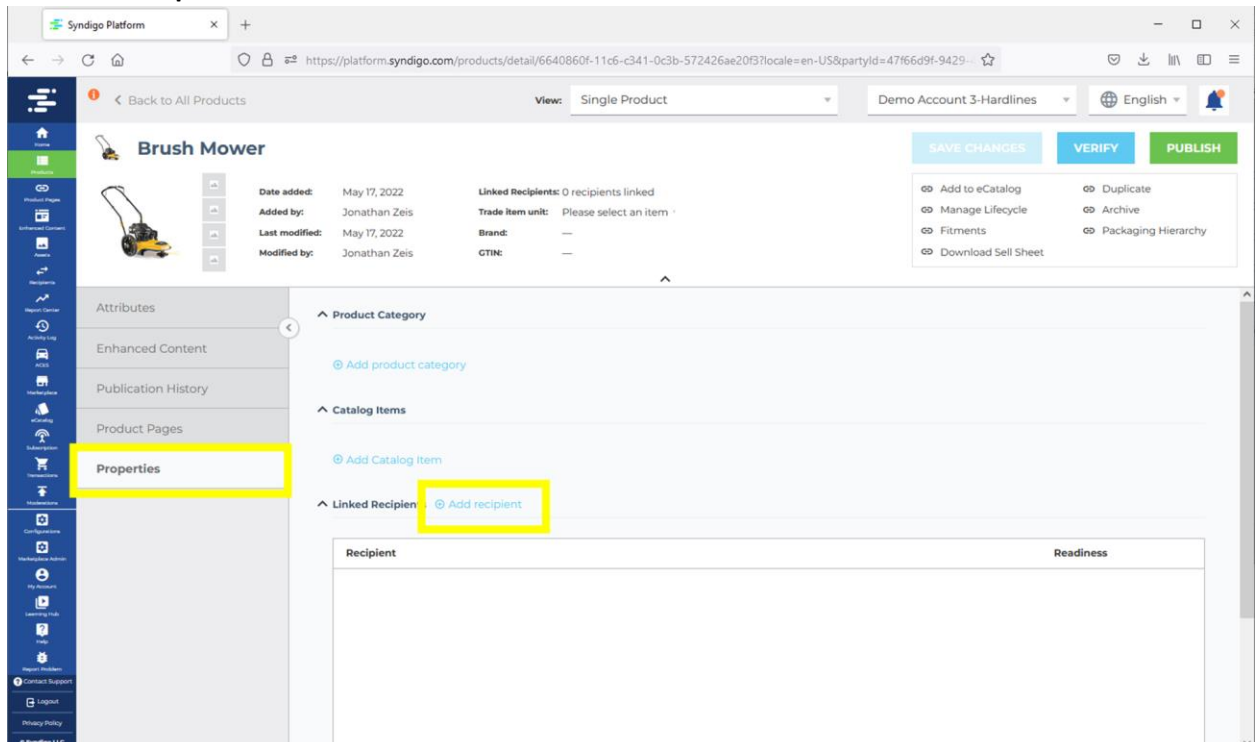 Syndigo Platform
https://platform.syndigo.com/products/detail/6640860f-11c6-c341-0c3b-572426ae20f3?locale=en-US&partyId=47f66d9f-9429-
Back to All Products
View: Single Product
Demo Account 3-Hardlines
English
Brush Mower
SAVE CHANGES
VERIFY
PUBLISH
Date added: May 17, 2022
Added by: Jonathan Zeis
Last modified: May 17, 2022
Modified by: Jonathan Zeis
Linked Recipients: 0 recipients linked
Trade item unit: Please select an item
Brand: —
GTIN: —
Add to eCatalog
Manage Lifecycle
Fitments
Download Sell Sheet
Duplicate
Archive
Packaging Hierarchy
Home
Products
Product Pages
Enhanced Content
Assets
Recipients
Report Center
Activity Log
ACES
Marketplace
eCatalog
Subscription
Transactions
Moderations
Configurations
Marketplace Admin
My Account
Learning Hub
Help
Report Problem
Contact Support
Logout
Privacy Policy
Attributes
Enhanced Content
Publication History
Product Pages
Properties
Product Category
Add product category
Catalog Items
Add Catalog Item
Linked Recipients
Add recipient
Recipient
Readiness